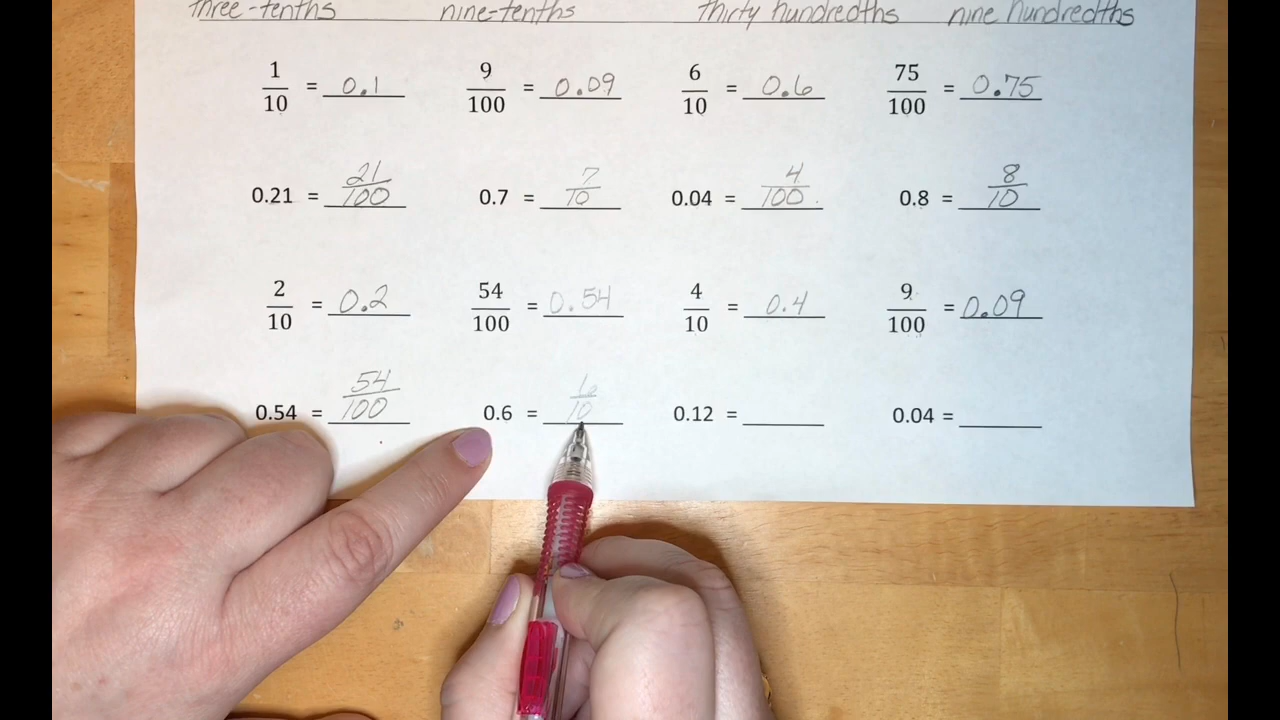 three-tenths nine-tenths thirty hundredths nine hundredths
1/10 = 0.1 9/100 = 0.09 6/10 = 0.6 75/100 = 0.75
0.21 = 21/100 0.7 = 7/10 0.04 = 4/100 0.8 = 8/10
2/10 = 0.2 54/100 = 0.54 4/10 = 0.4 9/100 = 0.09
0.54 = 54/100 0.6 = 6/10 0.12 = 0.04 =